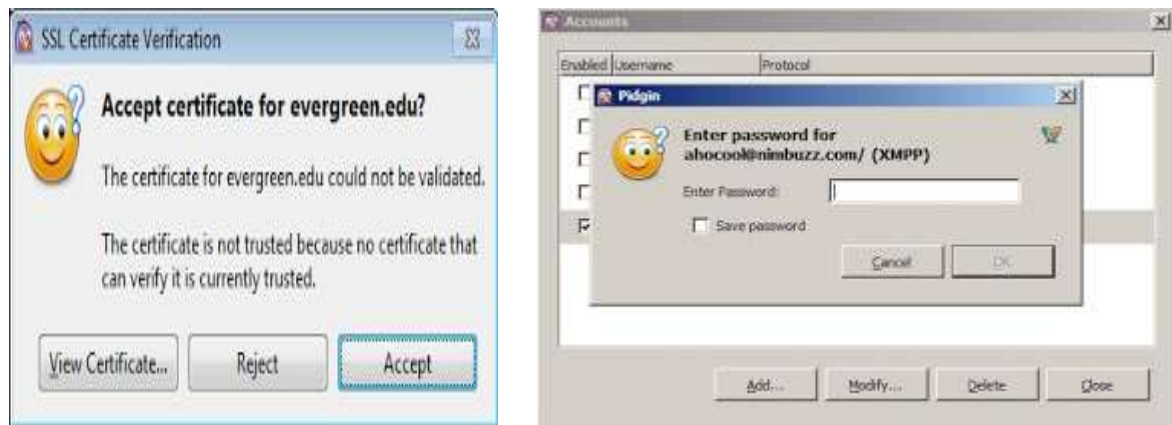 SSL Certificate Verification
Accept certificate for evergreen.edu?
The certificate for evergreen.edu could not be validated.
The certificate is not trusted because no certificate that
can verify it is currently trusted.
View Certificate...
Reject
Accept
Accounts
Enabled Username Protocol
Pidgin
Enter password for
ahocool@nimbuzz.com/ (XMPP)
Enter Password:
Save password
Cancel
OK
Add...
Modify...
Delete
Close